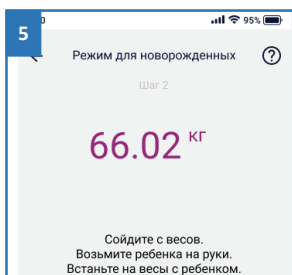 5
95%
Режим для новорожденных ?
Шаг 2
66.02 кг
Сойдите с весов.
Возьмите ребенка на руки.
Встаньте на весы с ребенком.